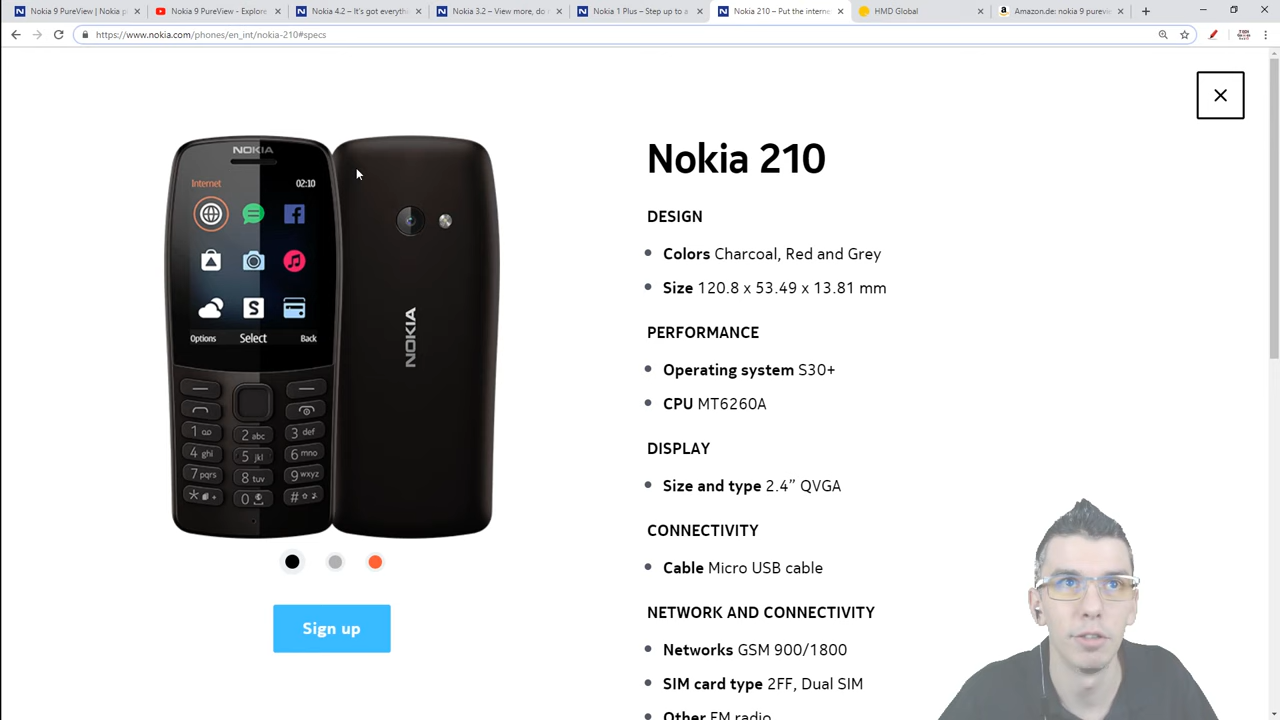 Nokia 9 PureView | Nokia p
Nokia 9 PureView - Explore
Nokia 4.2 – It's got everythi
Nokia 3.2 – View more, do
Nokia 1 Plus – Step up to a
Nokia 210 – Put the interne
HMD Global
Amazon.de: nokia 9 purevie
https://www.nokia.com/phones/en_int/nokia-210#specs
NOKIA
Internet 02:10
Options Select Back
1 2 abc 3 def
4 ghi 5 jkl 6 mno
7 pqrs 8 tuv 9 wxyz
* 0 #
NOKIA
Sign up
Nokia 210
DESIGN
Colors Charcoal, Red and Grey
Size 120.8 x 53.49 x 13.81 mm
PERFORMANCE
Operating system S30+
CPU MT6260A
DISPLAY
Size and type 2.4” QVGA
CONNECTIVITY
Cable Micro USB cable
NETWORK AND CONNECTIVITY
Networks GSM 900/1800
SIM card type 2FF, Dual SIM
Other FM radio